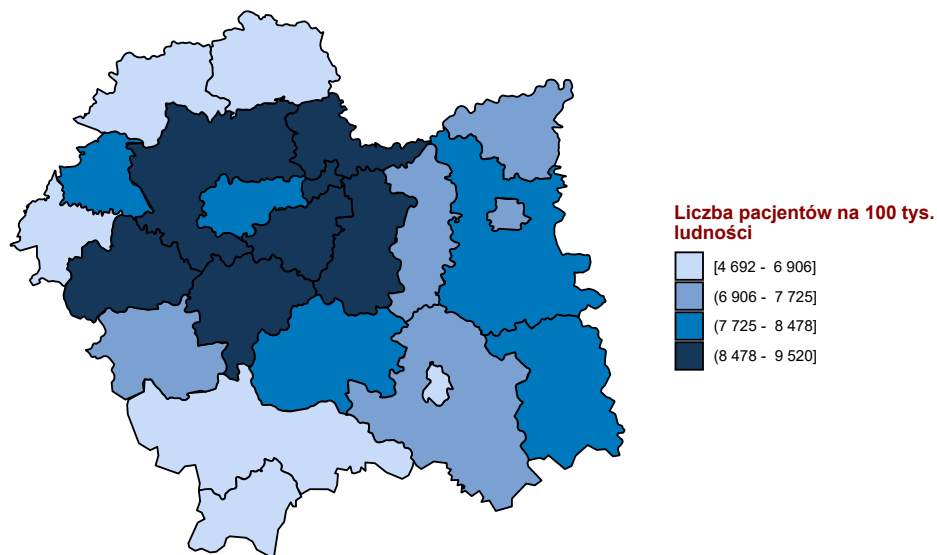 Liczba pacjentów na 100 tys.
ludności
[4 692 - 6 906]
(6 906 - 7 725]
(7 725 - 8 478]
(8 478 - 9 520]